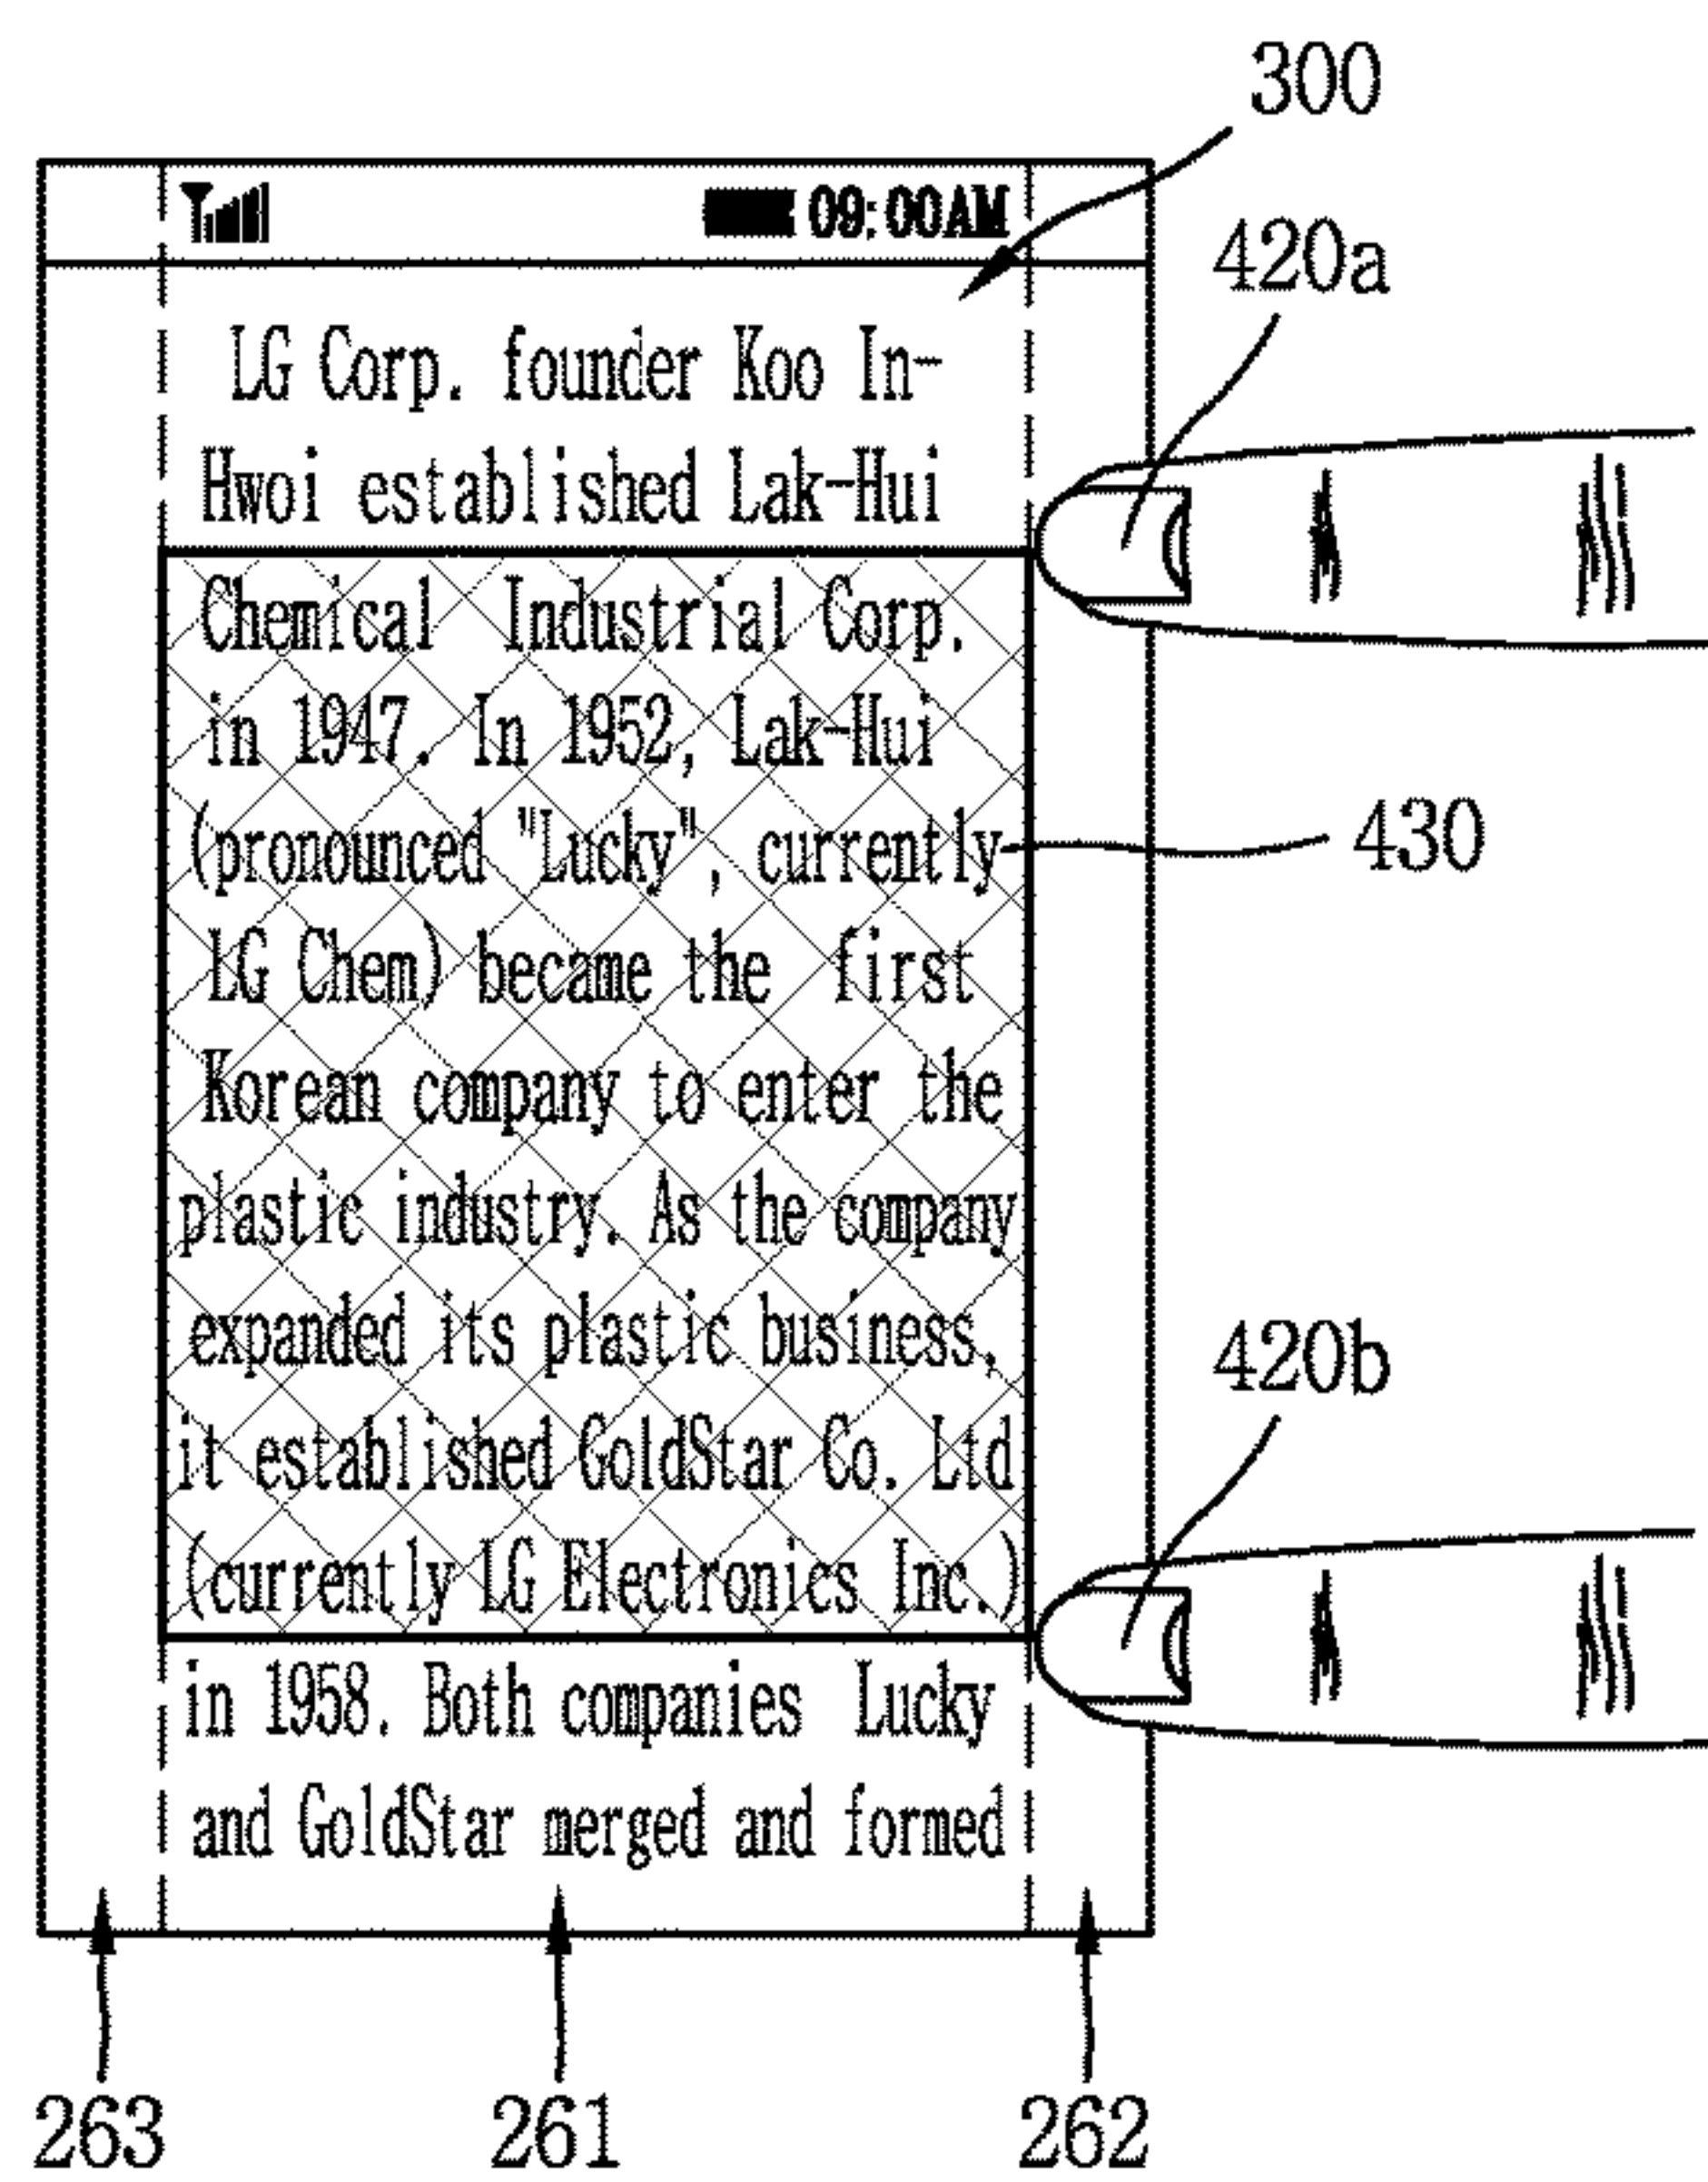 300
09:00AM
420a
LG Corp. founder Koo In-
Hwoi established Lak-Hui
Chemical Industrial Corp.
in 1947. In 1952, Lak-Hui
(pronounced "Lucky", currently
430
LG Chem) became the first
Korean company to enter the
plastic industry. As the company
expanded its plastic business,
420b
it established GoldStar Co. Ltd
(currently LG Electronics Inc.)
in 1958. Both companies Lucky
and GoldStar merged and formed
263 261 262